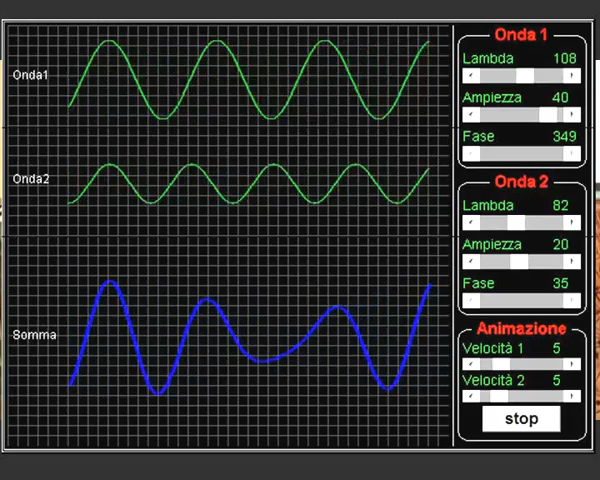 Onda 1
Onda1
Lambda 108
Ampiezza 40
Fase 349
Onda2
Onda 2
Lambda 82
Ampiezza 20
Fase 35
Somma
Animazione
Velocità 1 5
Velocità 2 5
stop